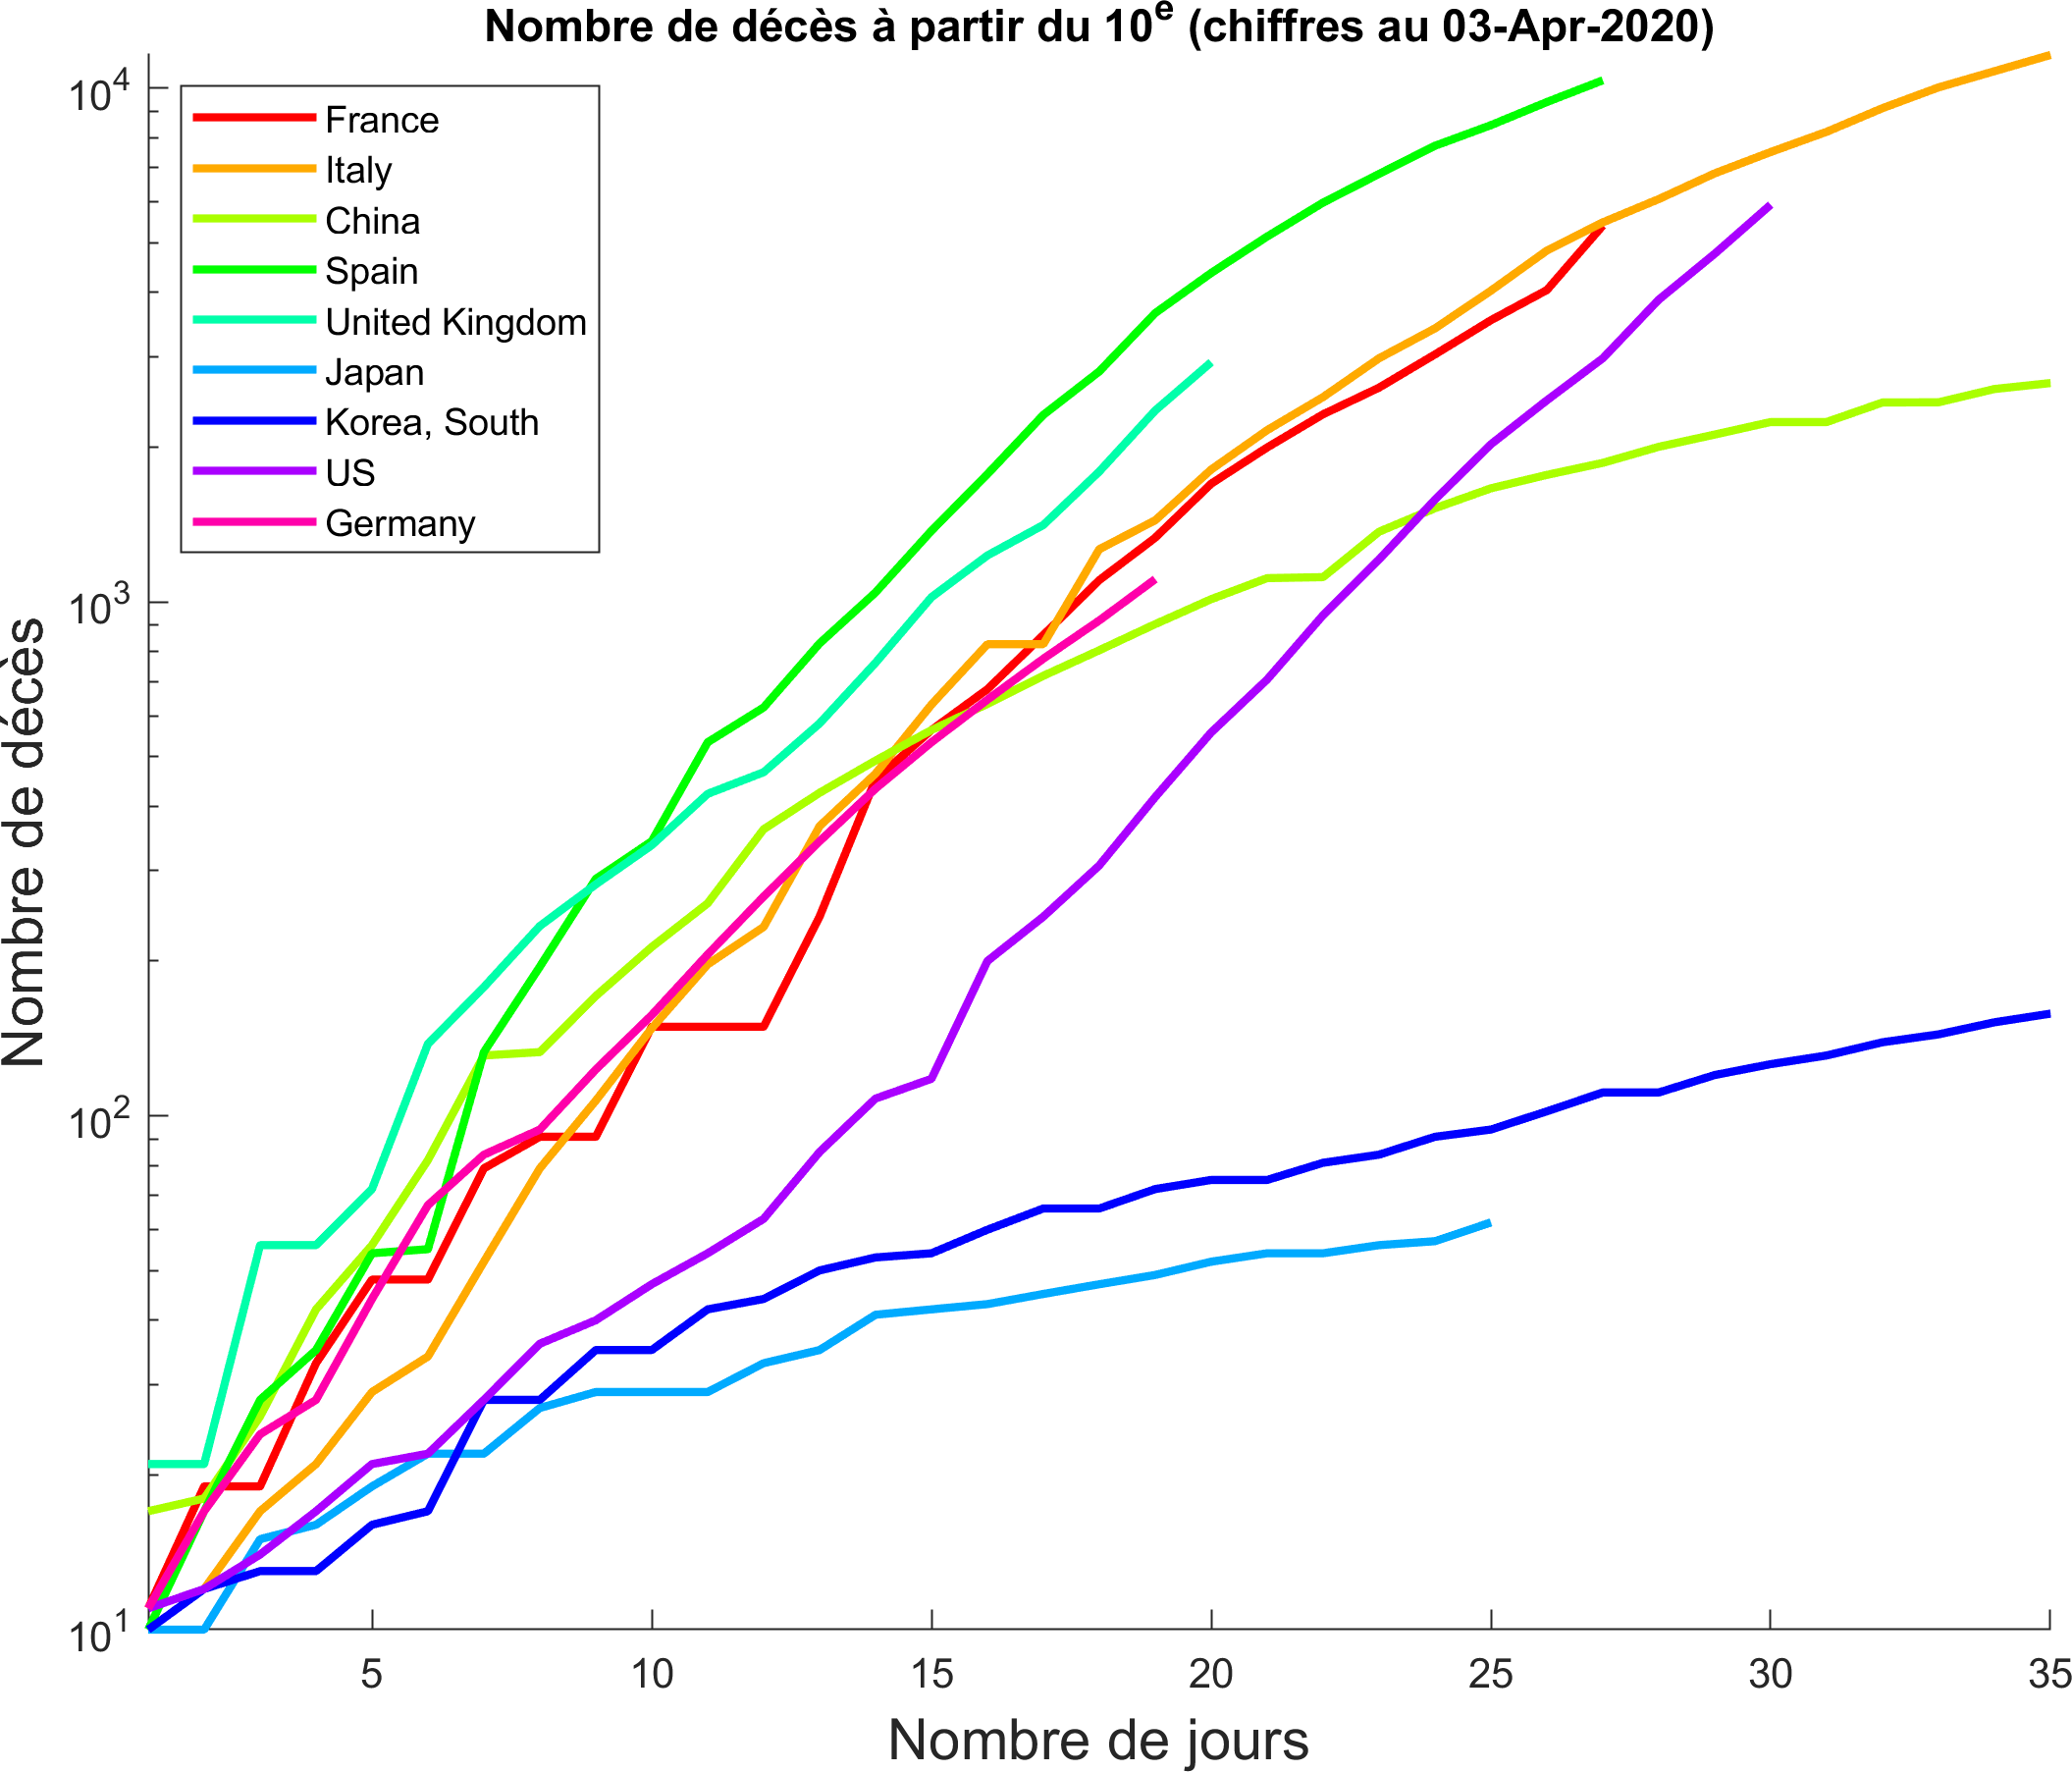 Nombre de décès à partir du 10e (chiffres au 03-Apr-2020)
France
Italy
China
Spain
United Kingdom
Japan
Korea, South
US
Germany
Nombre de décès
10^4
10^3
10^2
10^1
5 10 15 20 25 30 35
Nombre de jours